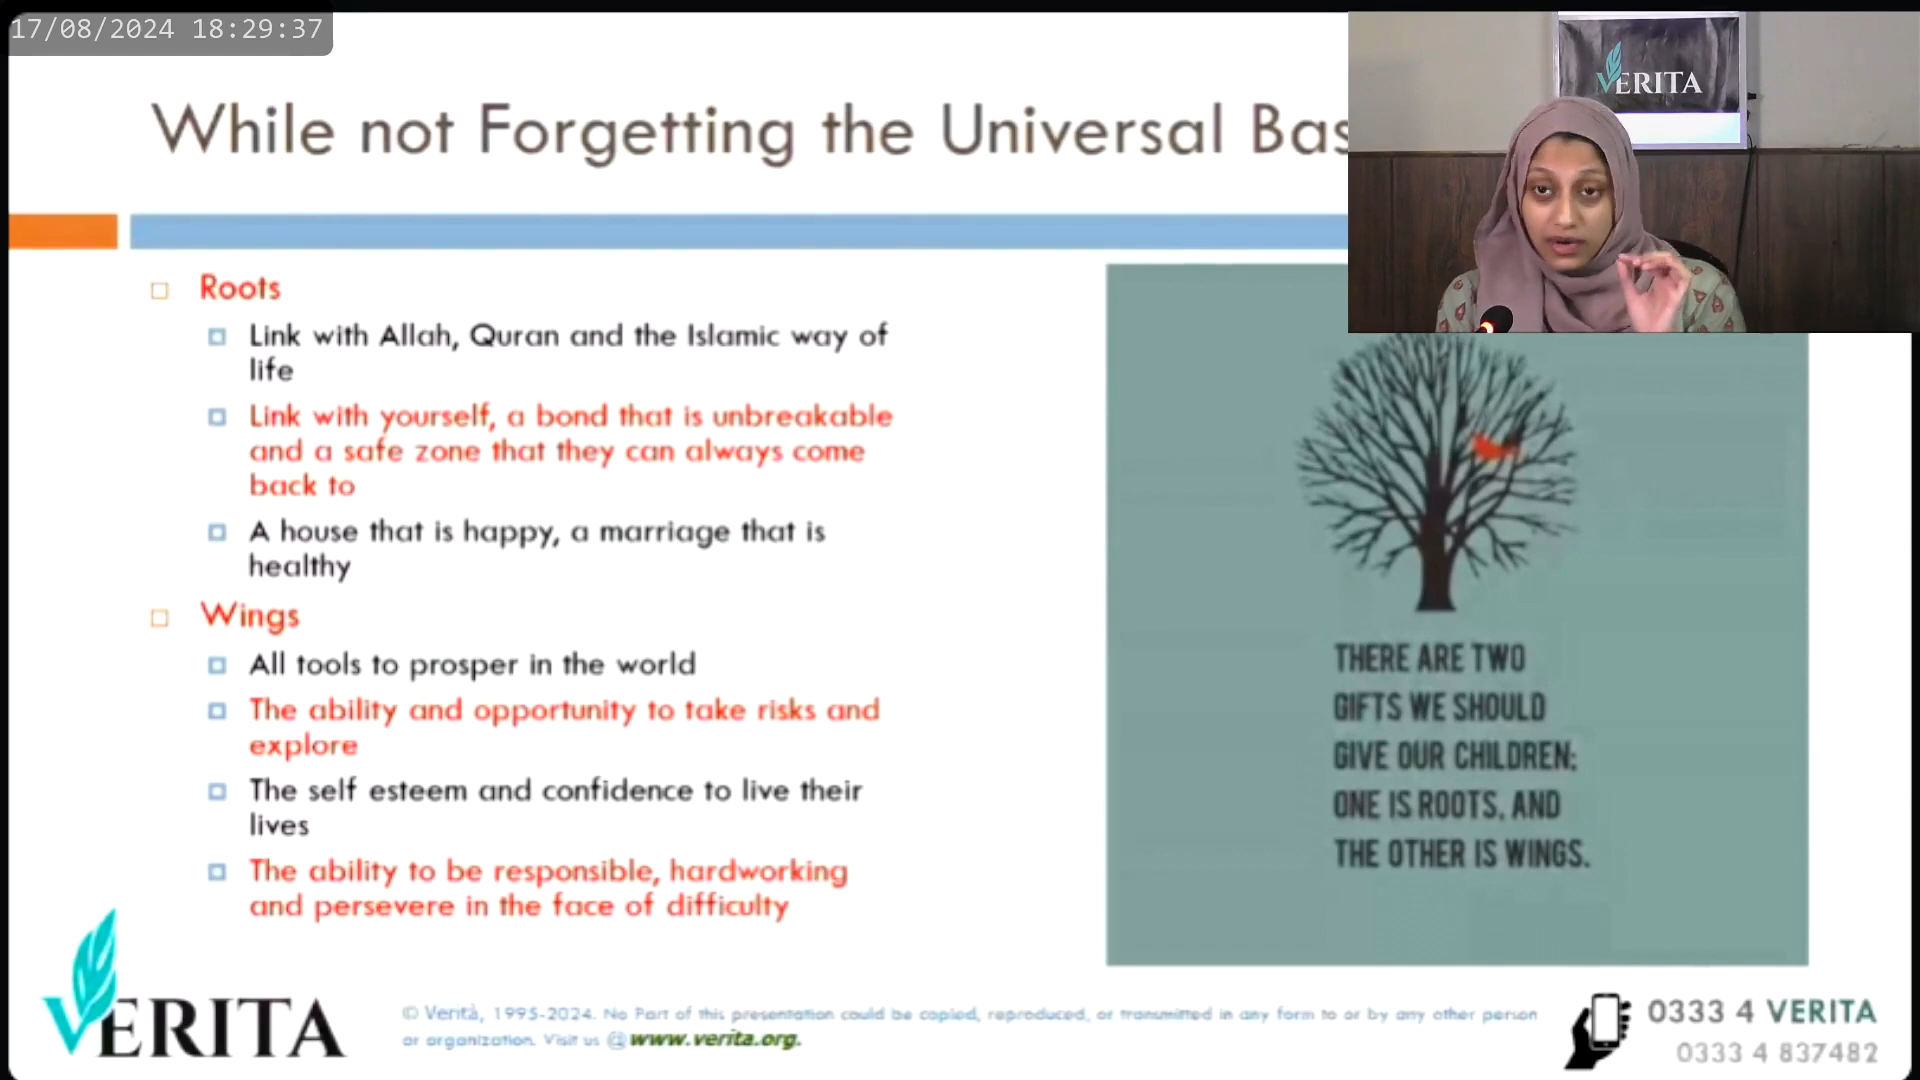 17/08/2024 18:29:37
While not Forgetting the Universal Bas
VERITA
Roots
Link with Allah, Quran and the Islamic way of
life
Link with yourself, a bond that is unbreakable
and a safe zone that they can always come
back to
A house that is happy, a marriage that is
healthy
Wings
All tools to prosper in the world
The ability and opportunity to take risks and
explore
The self esteem and confidence to live their
lives
The ability to be responsible, hardworking
and persevere in the face of difficulty
THERE ARE TWO
GIFTS WE SHOULD
GIVE OUR CHILDREN;
ONE IS ROOTS, AND
THE OTHER IS WINGS.
VERITA
© Verità, 1995-2024. No Part of this presentation could be copied, reproduced, or transmitted in any form to or by any other person
or organization. Visit us @www.verita.org.
0333 4 VERITA
0333 4 837482